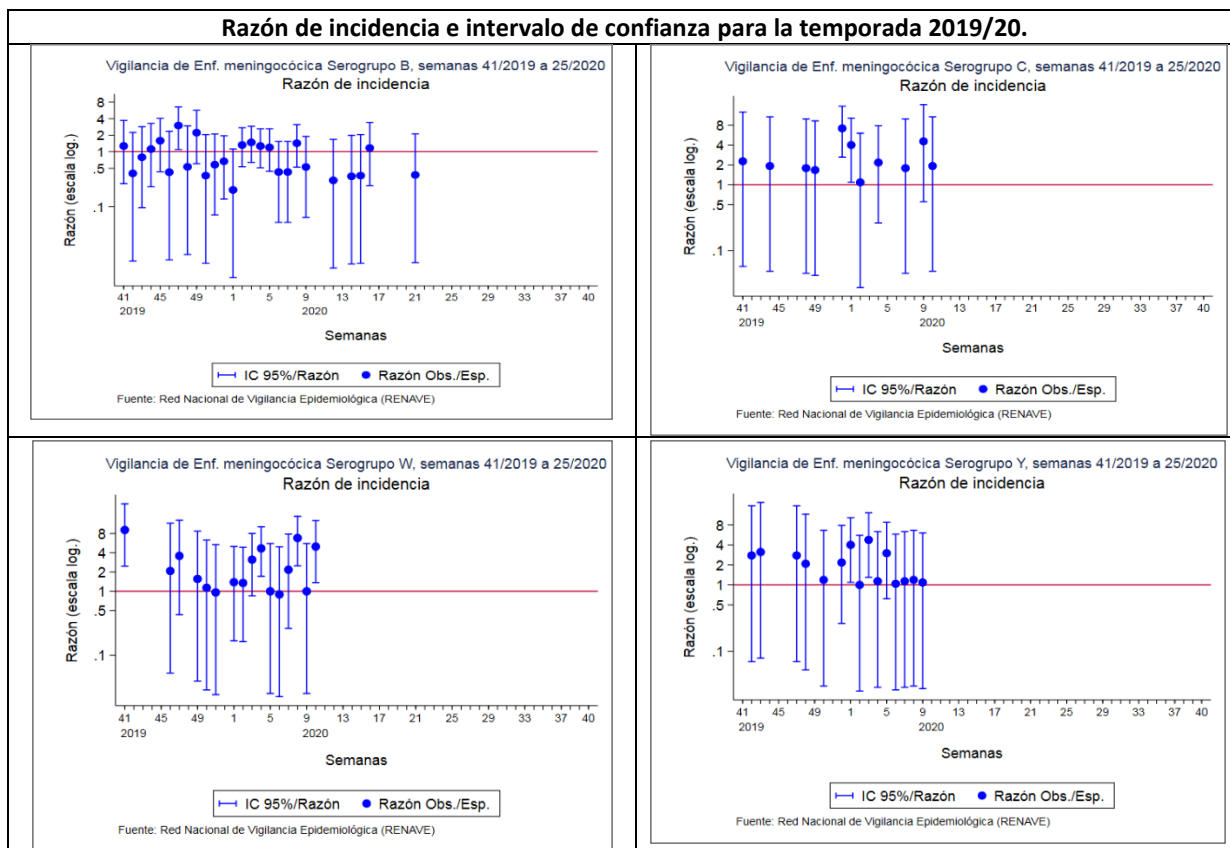 Razón de incidencia e intervalo de confianza para la temporada 2019/20.
Vigilancia de Enf. meningocócica Serogrupo B, semanas 41/2019 a 25/2020
Razón de incidencia
Razón (escala log.)
8
4
2
1
.5
.1
41 45 49 1 5 9 13 17 21 25 29 33 37 40
2019 2020
Semanas
IC 95%/Razón Razón Obs./Esp.
Fuente: Red Nacional de Vigilancia Epidemiológica (RENAVE)
Vigilancia de Enf. meningocócica Serogrupo C, semanas 41/2019 a 25/2020
Razón de incidencia
Razón (escala log.)
8
4
2
1
.5
.1
41 45 49 1 5 9 13 17 21 25 29 33 37 40
2019 2020
Semanas
IC 95%/Razón Razón Obs./Esp.
Fuente: Red Nacional de Vigilancia Epidemiológica (RENAVE)
Vigilancia de Enf. meningocócica Serogrupo W, semanas 41/2019 a 25/2020
Razón de incidencia
Razón (escala log.)
8
4
2
1
.5
.1
41 45 49 1 5 9 13 17 21 25 29 33 37 40
2019 2020
Semanas
IC 95%/Razón Razón Obs./Esp.
Fuente: Red Nacional de Vigilancia Epidemiológica (RENAVE)
Vigilancia de Enf. meningocócica Serogrupo Y, semanas 41/2019 a 25/2020
Razón de incidencia
Razón (escala log.)
8
4
2
1
.5
.1
41 45 49 1 5 9 13 17 21 25 29 33 37 40
2019 2020
Semanas
IC 95%/Razón Razón Obs./Esp.
Fuente: Red Nacional de Vigilancia Epidemiológica (RENAVE)